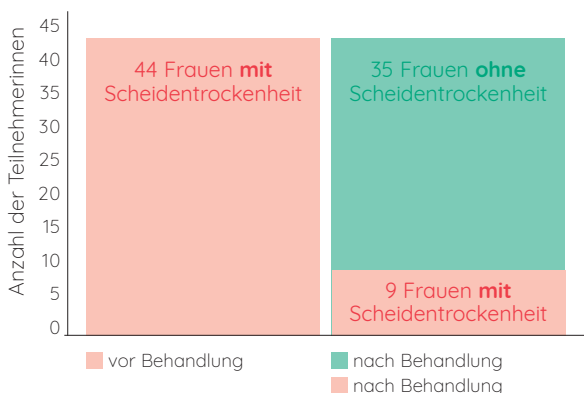 Anzahl der Teilnehmerinnen
45
40
35
30
25
20
15
10
5
0
44 Frauen mit
Scheidentrockenheit
35 Frauen ohne
Scheidentrockenheit
9 Frauen mit
Scheidentrockenheit
vor Behandlung
nach Behandlung
nach Behandlung